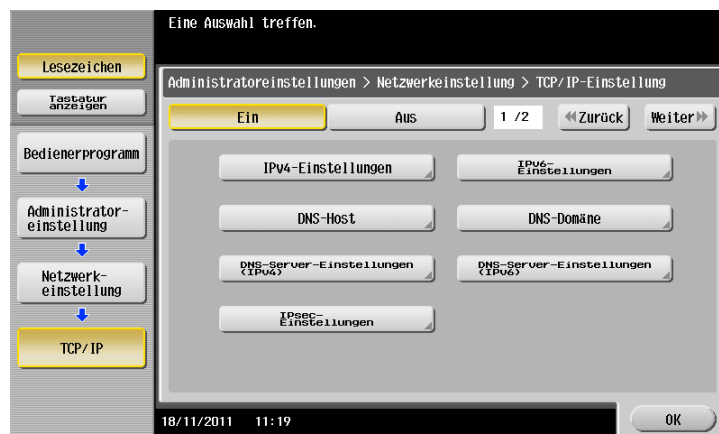 Eine Auswahl treffen.
Lesezeichen
Tastatur
anzeigen
Bedienerprogramm
Administrator-
einstellung
Netzwerk-
einstellung
TCP/IP
Administratoreinstellungen > Netzwerkeinstellung > TCP/IP-Einstellung
Ein Aus 1 /2 Zurück Weiter
IPv4-Einstellungen
IPv6-
Einstellungen
DNS-Host
DNS-Domäne
DNS-Server-Einstellungen
(IPv4)
DNS-Server-Einstellungen
(IPv6)
IPsec-
Einstellungen
18/11/2011 11:19
OK